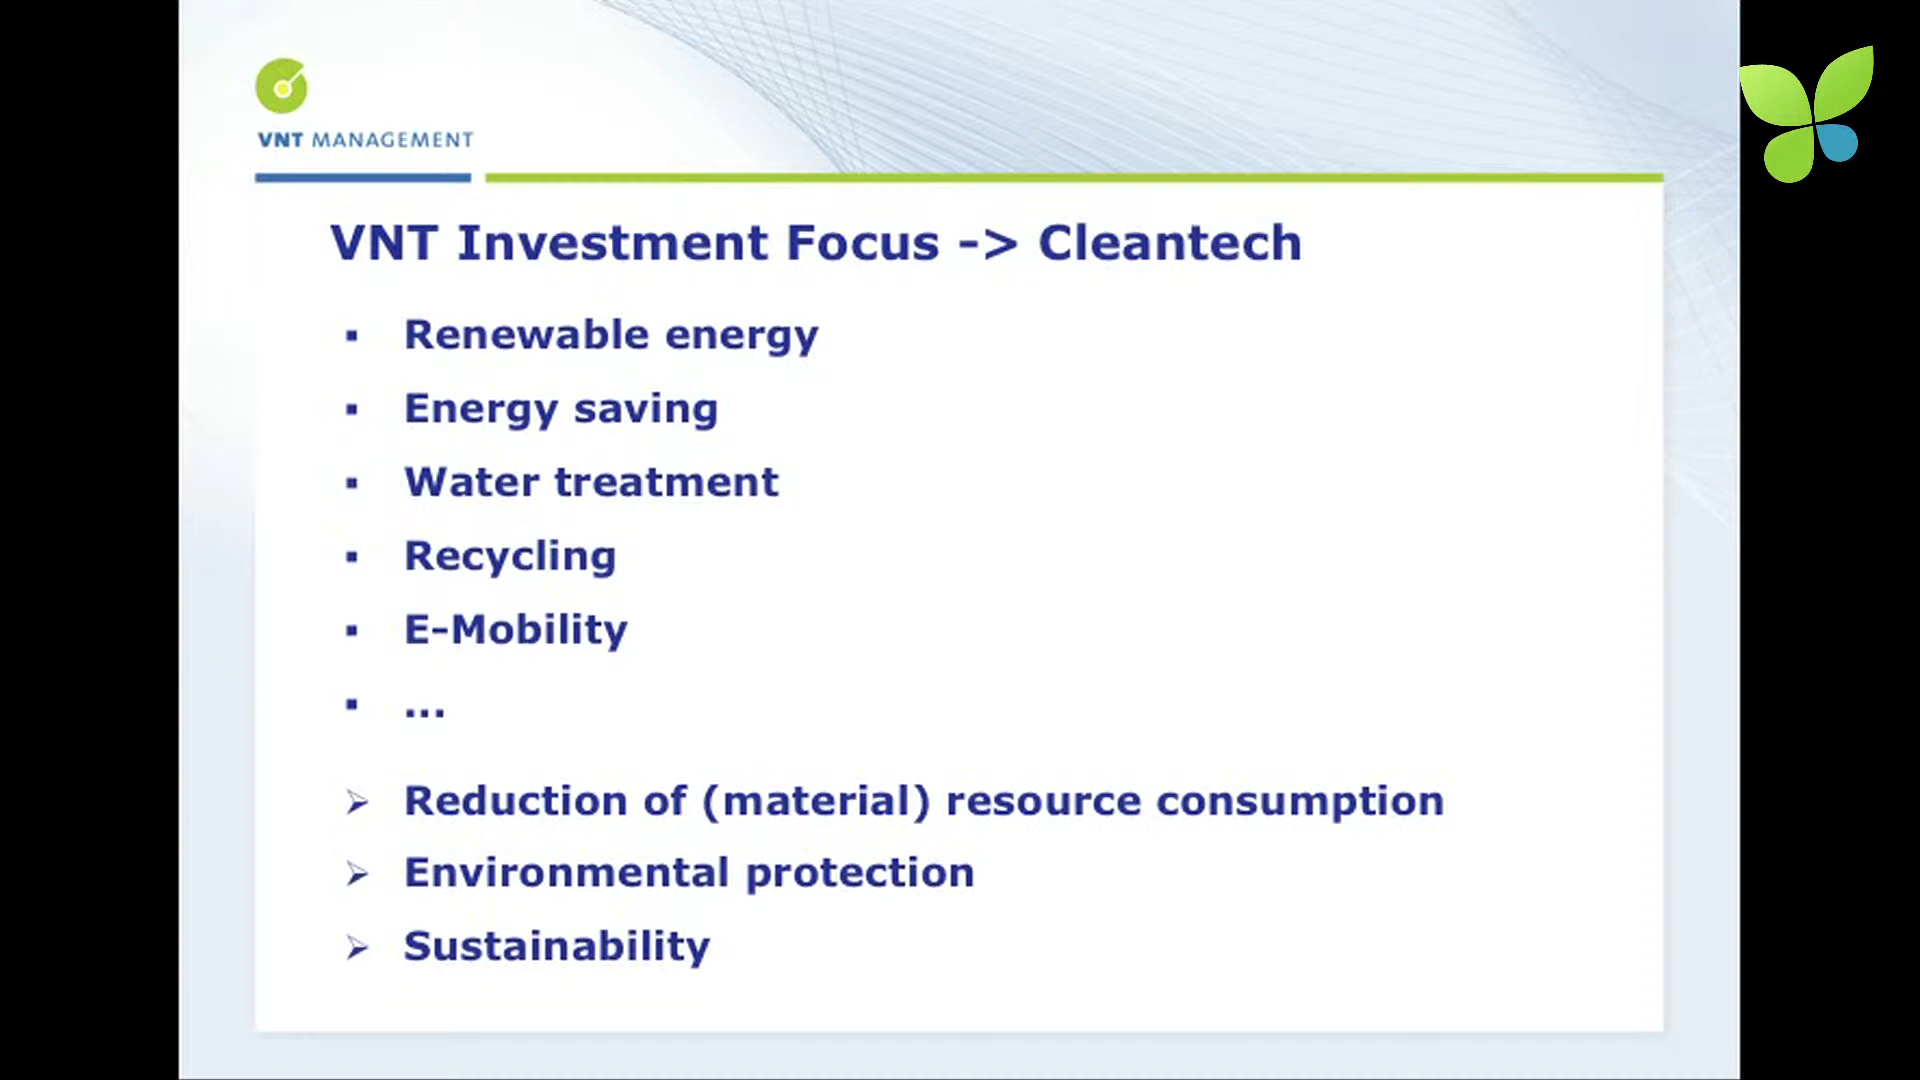 VNT MANAGEMENT
VNT Investment Focus -> Cleantech
▪ Renewable energy
▪ Energy saving
▪ Water treatment
▪ Recycling
▪ E-Mobility
▪ ...
➢ Reduction of (material) resource consumption
➢ Environmental protection
➢ Sustainability